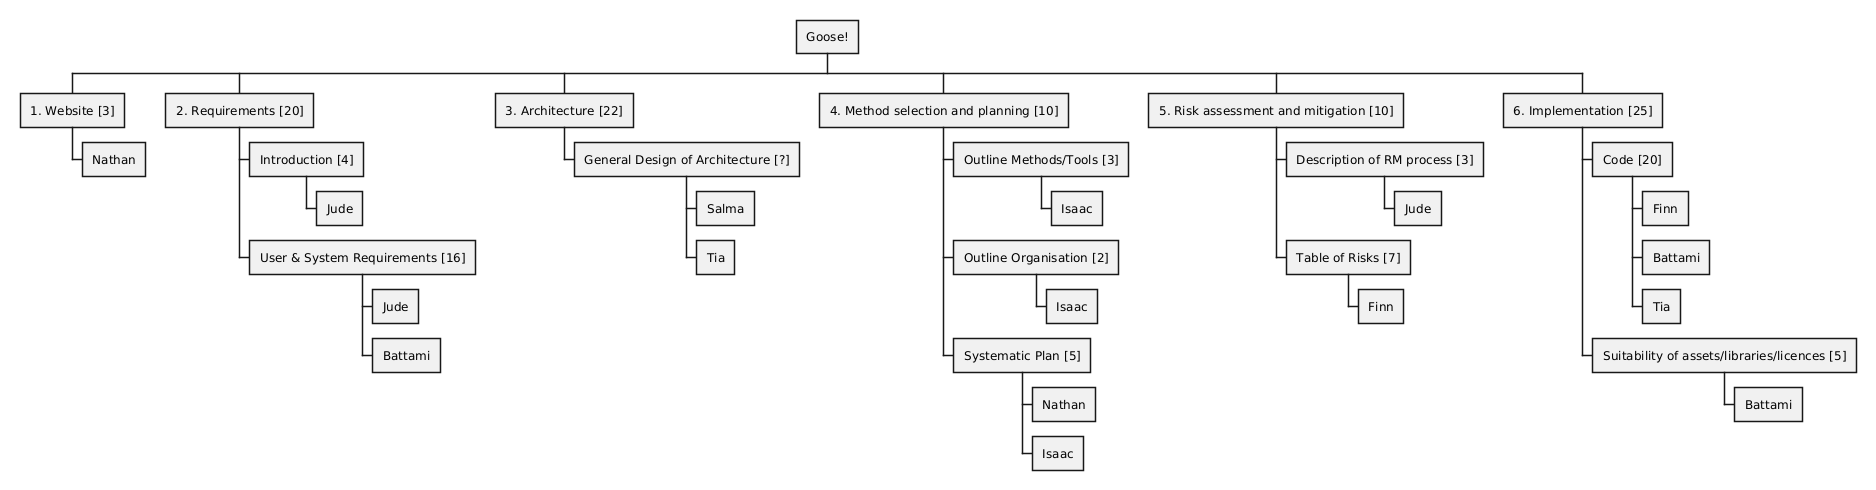 Goose!
1. Website [3]
Nathan
2. Requirements [20]
Introduction [4]
Jude
User & System Requirements [16]
Jude
Battami
3. Architecture [22]
General Design of Architecture [?]
Salma
Tia
4. Method selection and planning [10]
Outline Methods/Tools [3]
Isaac
Outline Organisation [2]
Isaac
Systematic Plan [5]
Nathan
Isaac
5. Risk assessment and mitigation [10]
Description of RM process [3]
Jude
Table of Risks [7]
Finn
6. Implementation [25]
Code [20]
Finn
Battami
Tia
Suitability of assets/libraries/licences [5]
Battami